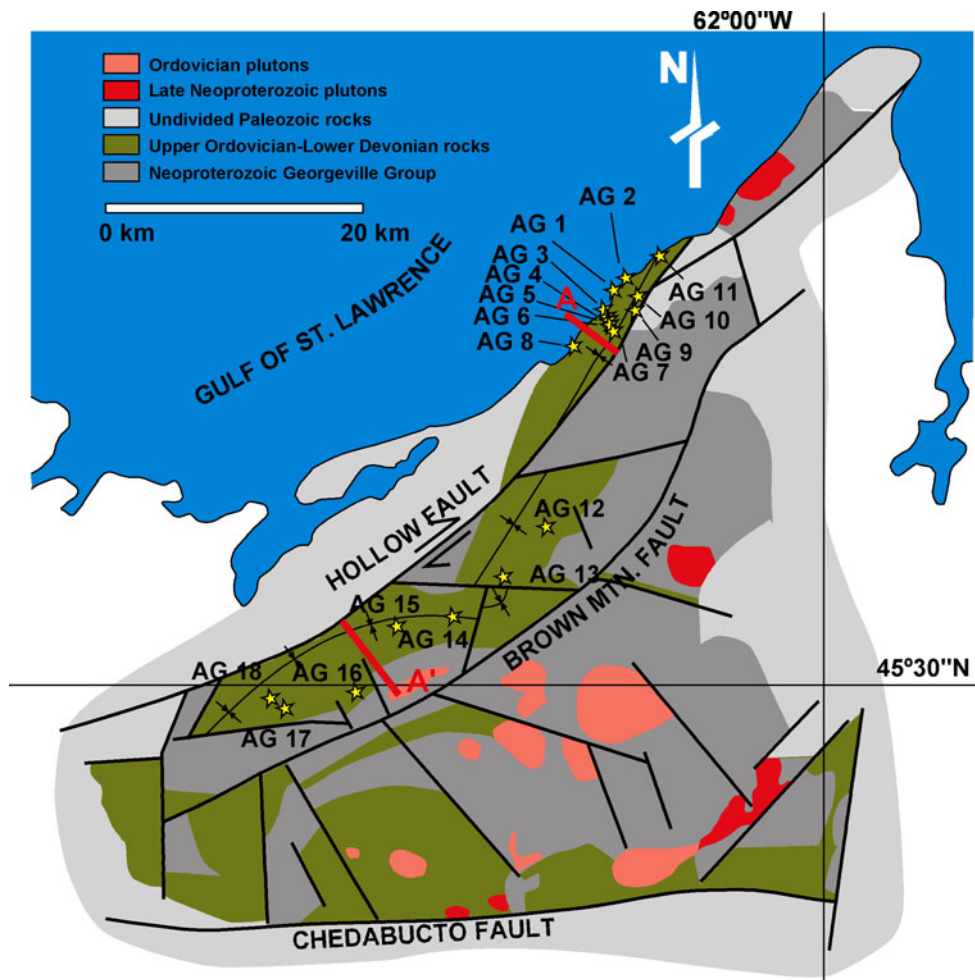 62º00"W
Ordovician plutons
Late Neoproterozoic plutons
Undivided Paleozoic rocks
Upper Ordovician-Lower Devonian rocks
Neoproterozoic Georgeville Group
0 km 20 km
N
AG 2
AG 1
AG 3
AG 4
AG 5
AG 6
AG 8
A
AG 11
AG 10
AG 9
AG 7
GULF OF ST. LAWRENCE
HOLLOW FAULT
AG 12
AG 13
BROWN MTN. FAULT
AG 15
AG 14
AG 18
AG 16
A'
AG 17
45º30"N
CHEDABUCTO FAULT